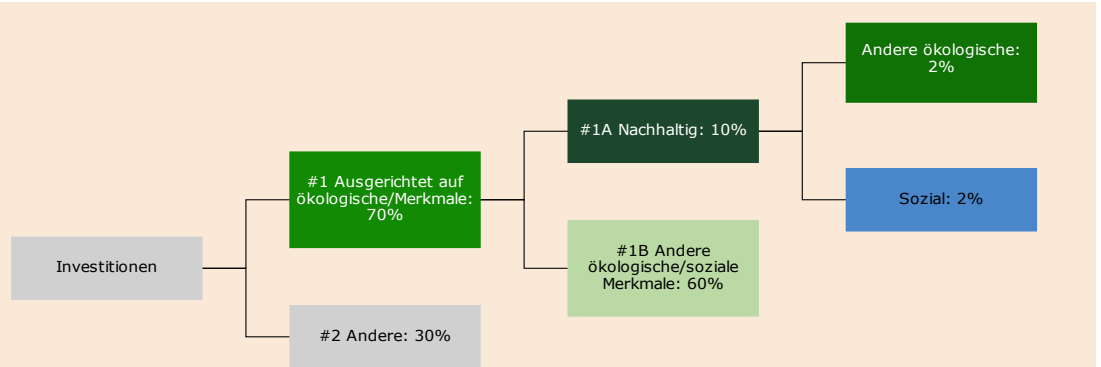 Andere ökologische:
2%
#1A Nachhaltig: 10%
#1 Ausgerichtet auf
ökologische/Merkmale:
70%
Sozial: 2%
#1B Andere
ökologische/soziale
Merkmale: 60%
Investitionen
#2 Andere: 30%